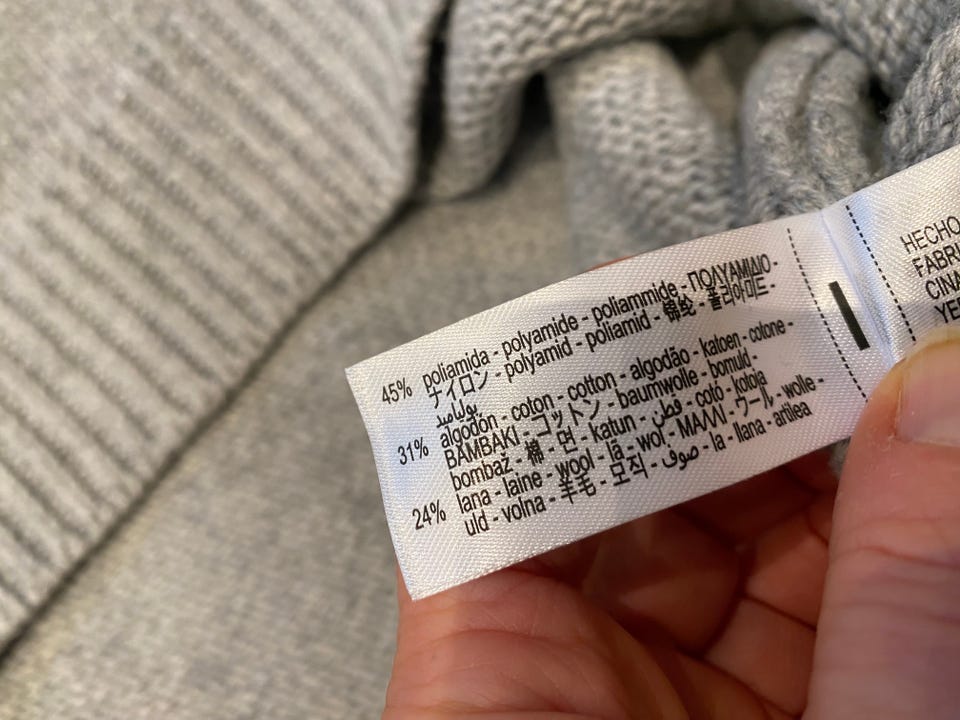 45% poliamida - polyamide - poliammide - ΠΟΛΥΑΜΙΔΙΟ -
ナイロン - polyamid - poliamid - 锦纶 - 폴리아미드 -
بوليامید
31% algodón - coton - cotton - algodão - katoen - cotone -
BAMBAKI - コットン - baumwolle - bomuld -
bombaž - 棉 - 면 - katun - قطن - cotó - kotoia
24% lana - laine - wool - lã - wol - ΜΑΛΛΙ - ウール - wolle -
uld - volna - 羊毛 - 모직 - صوف - la - llana - artilea
HECHO
FABRI
CINA
YE